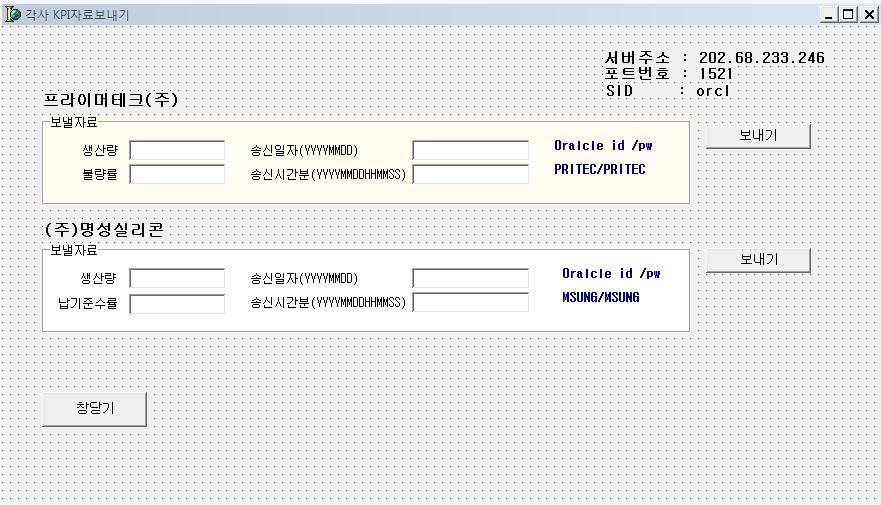 각사 KPI자료보내기
서버주소 : 202.68.233.246
포트번호 : 1521
SID : orcl
프라이머테크(주)
보낼자료
생산량 송신일자(YYYYMMDD) Oralcle id /pw
불량률 송신시간분(YYYYMMDDHHMMSS) PRITEC/PRITEC
보내기
(주)명성실리콘
보낼자료
생산량 송신일자(YYYYMMDD) Oralcle id /pw
납기준수률 송신시간분(YYYYMMDDHHMMSS) MSUNG/MSUNG
보내기
창닫기